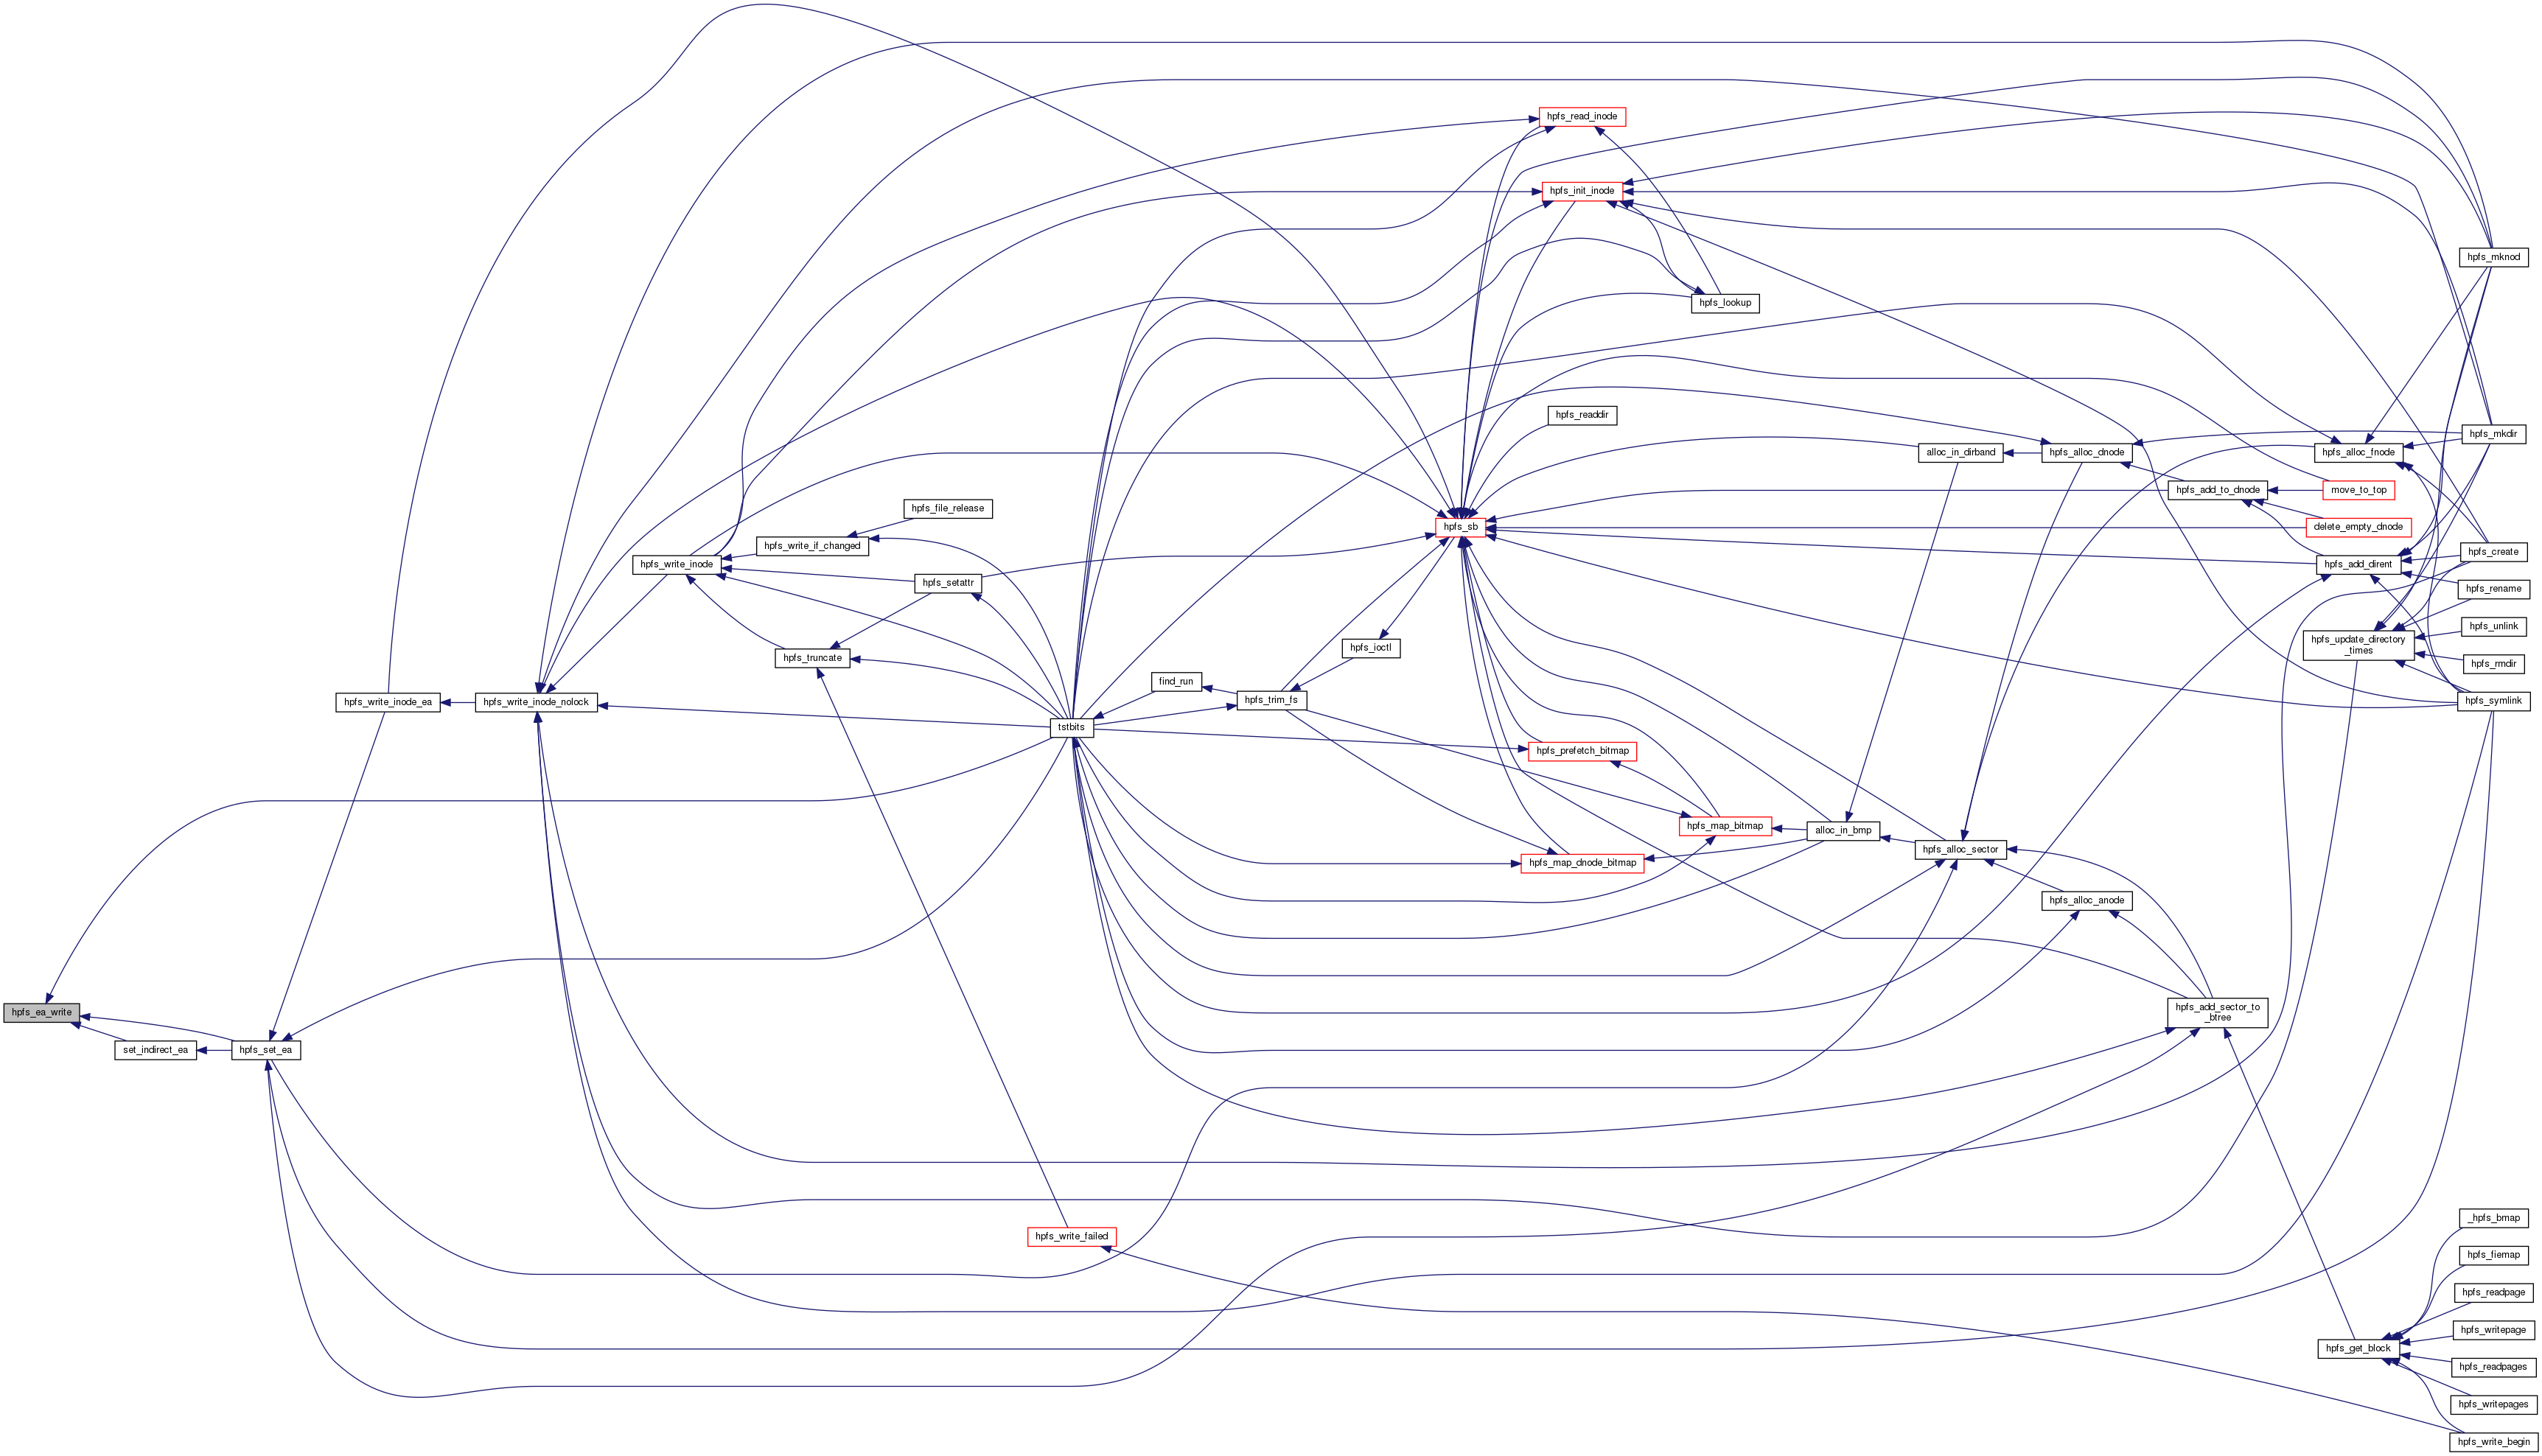 hpfs_read_inode
hpfs_init_inode
hpfs_mknod
hpfs_lookup
hpfs_readdir
hpfs_mkdir
alloc_in_dirband
hpfs_alloc_dnode
hpfs_alloc_fnode
hpfs_add_to_dnode
move_to_top
hpfs_file_release
hpfs_sb
delete_empty_dnode
hpfs_write_if_changed
hpfs_create
hpfs_write_inode
hpfs_add_dirent
hpfs_setattr
hpfs_rename
hpfs_unlink
hpfs_update_directory
_times
hpfs_ioctl
hpfs_truncate
hpfs_rmdir
find_run
hpfs_write_inode_ea
hpfs_write_inode_nolock
hpfs_trim_fs
hpfs_symlink
tstbits
hpfs_prefetch_bitmap
hpfs_map_bitmap
alloc_in_bmp
hpfs_alloc_sector
hpfs_map_dnode_bitmap
hpfs_alloc_anode
hpfs_ea_write
hpfs_add_sector_to
_btree
set_indirect_ea
hpfs_set_ea
_hpfs_bmap
hpfs_write_failed
hpfs_fiemap
hpfs_readpage
hpfs_writepage
hpfs_get_block
hpfs_readpages
hpfs_writepages
hpfs_write_begin